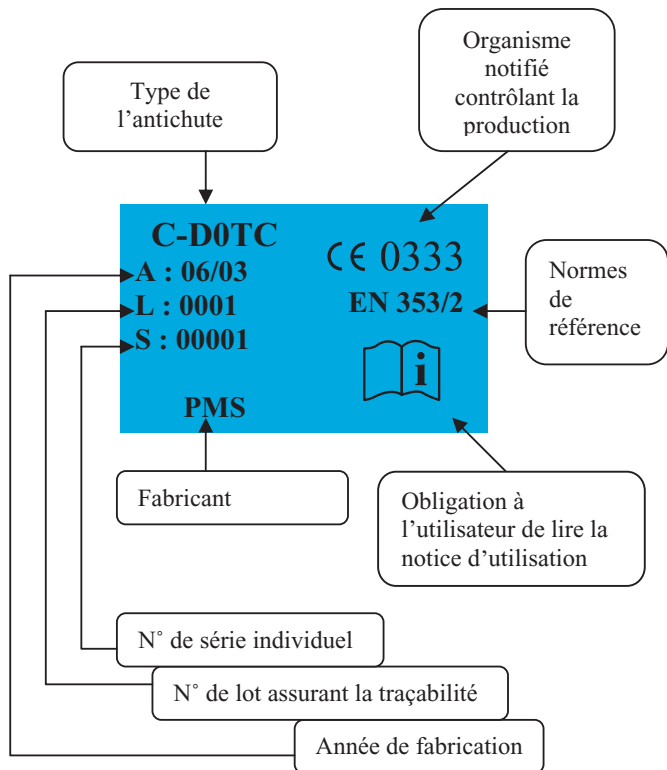 Type de
l'antichute
Organisme
notifié
contrôlant la
production
C-D0TC
A : 06/03
L : 0001
S : 00001
PMS
CE 0333
EN 353/2
i
Normes
de
référence
Fabricant
Obligation à
l'utilisateur de lire la
notice d'utilisation
N° de série individuel
N° de lot assurant la traçabilité
Année de fabrication